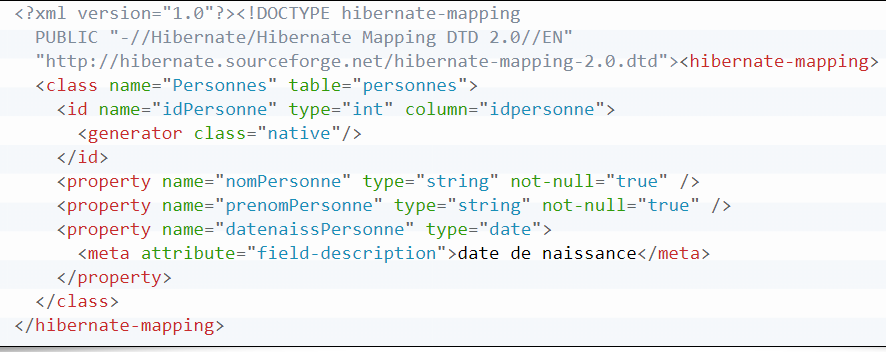 <?xml version="1.0"?><!DOCTYPE hibernate-mapping
PUBLIC "-//Hibernate/Hibernate Mapping DTD 2.0//EN"
"http://hibernate.sourceforge.net/hibernate-mapping-2.0.dtd"><hibernate-mapping>
<class name="Personnes" table="personnes">
<id name="idPersonne" type="int" column="idpersonne">
<generator class="native"/>
</id>
<property name="nomPersonne" type="string" not-null="true" />
<property name="prenomPersonne" type="string" not-null="true" />
<property name="datenaissPersonne" type="date">
<meta attribute="field-description">date de naissance</meta>
</property>
</class>
</hibernate-mapping>